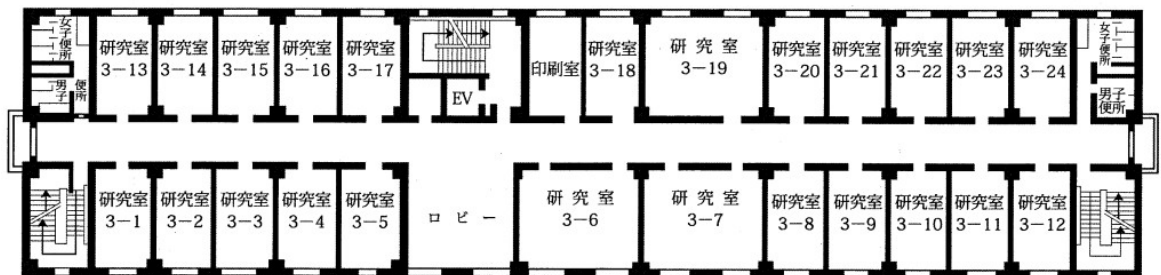 女子便所
研究室
3－13
研究室
3－14
研究室
3－15
研究室
3－16
研究室
3－17
印刷室
研究室
3－18
研究室
3－19
研究室
3－20
研究室
3－21
研究室
3－22
研究室
3－23
研究室
3－24
女子便所
男子
便所
EV
男子
便所
研究室
3－1
研究室
3－2
研究室
3－3
研究室
3－4
研究室
3－5
ロビー
研究室
3－6
研究室
3－7
研究室
3－8
研究室
3－9
研究室
3－10
研究室
3－11
研究室
3－12